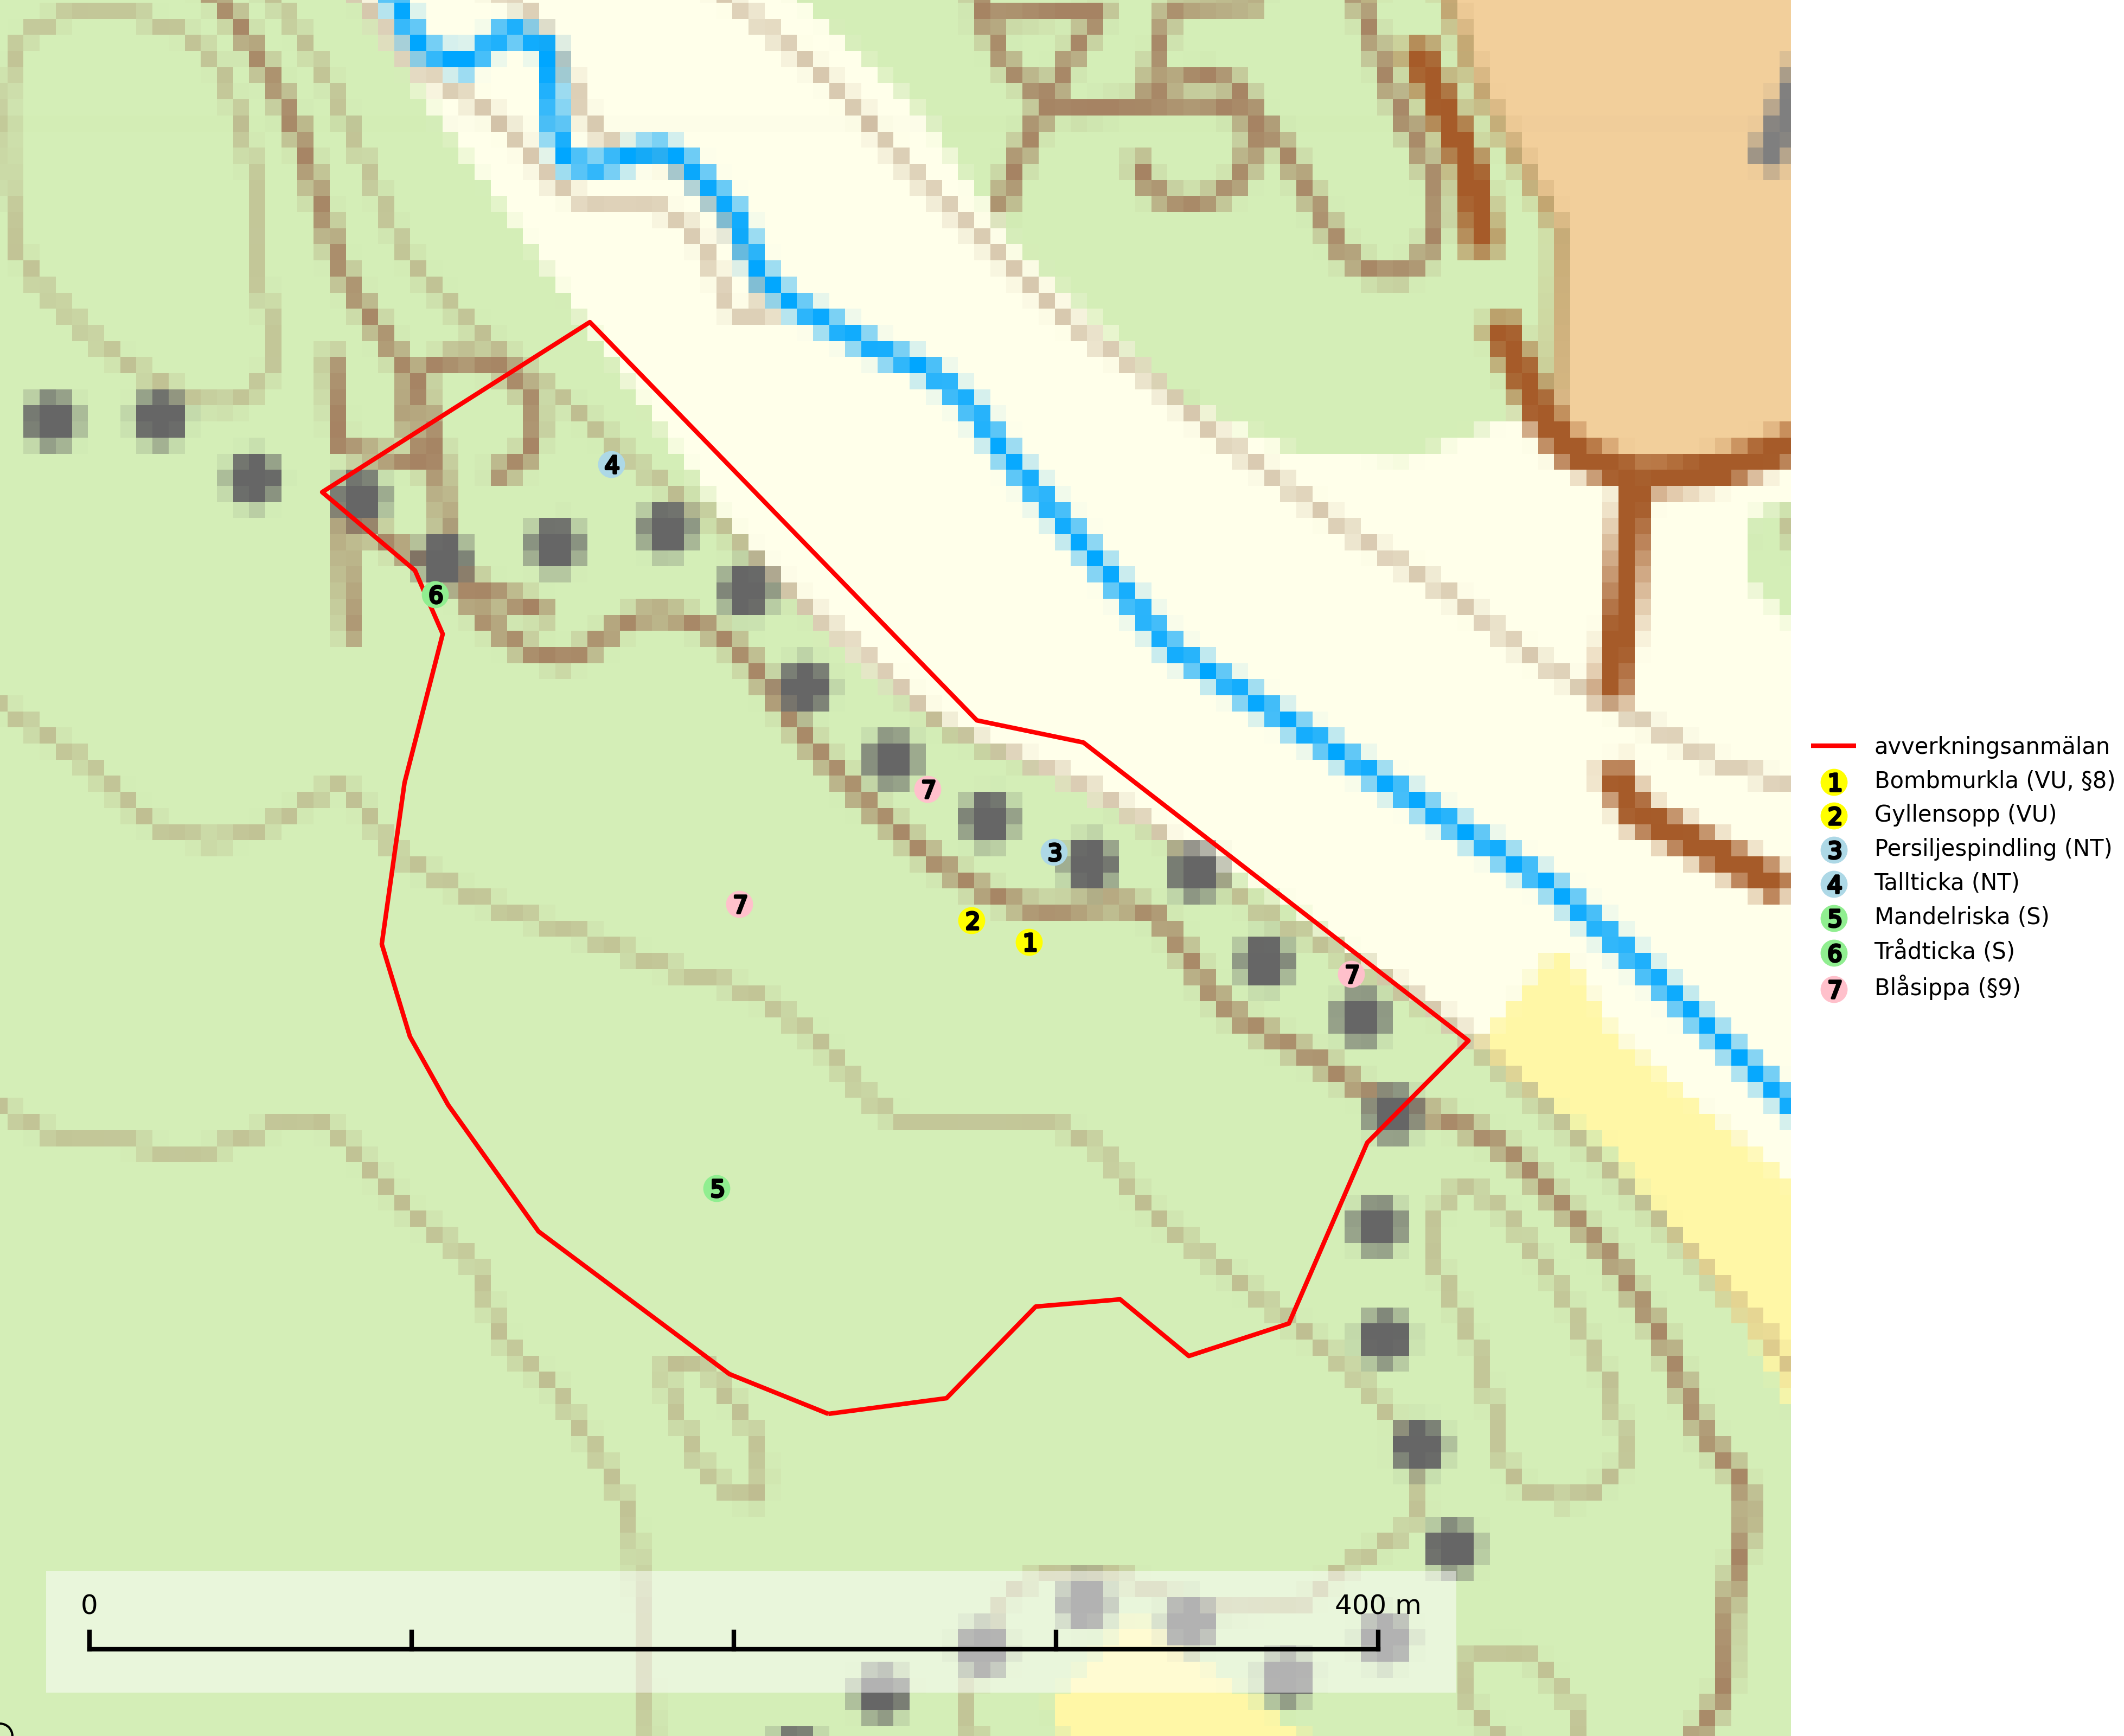 4
6
7
3
7
2
1
7
5
avverkningsanmälan
1 Bombmurkla (VU, §8)
2 Gyllensopp (VU)
3 Persiljespindling (NT)
4 Tallticka (NT)
5 Mandelriska (S)
6 Trådticka (S)
7 Blåsippa (§9)
0 400 m